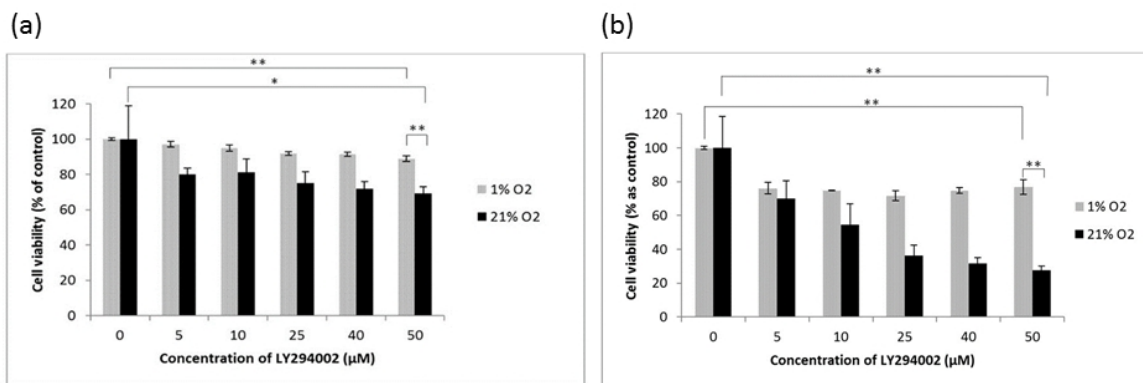 (a)
**
*
120
100
80
60
40
20
0
**
Cell viability (% of control)
0 5 10 25 40 50
Concentration of LY294002 (µM)
1% O2
21% O2
(b)
**
**
120
100
80
60
40
20
0
**
Cell viability (% as control)
0 5 10 25 40 50
Concentration of LY294002 (µM)
1% O2
21% O2